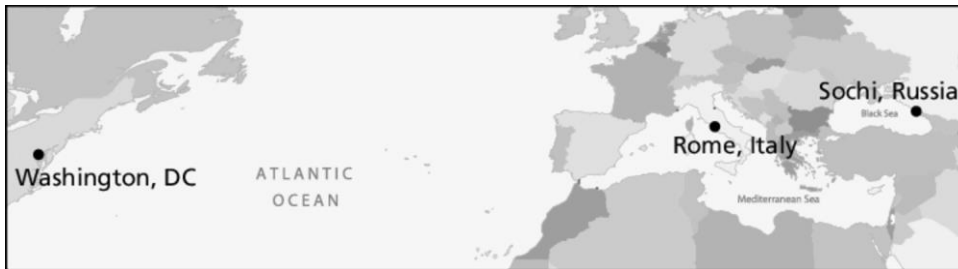 Sochi, Russia
Black Sea
Rome, Italy
Washington, DC
ATLANTIC
OCEAN
Mediterranean Sea